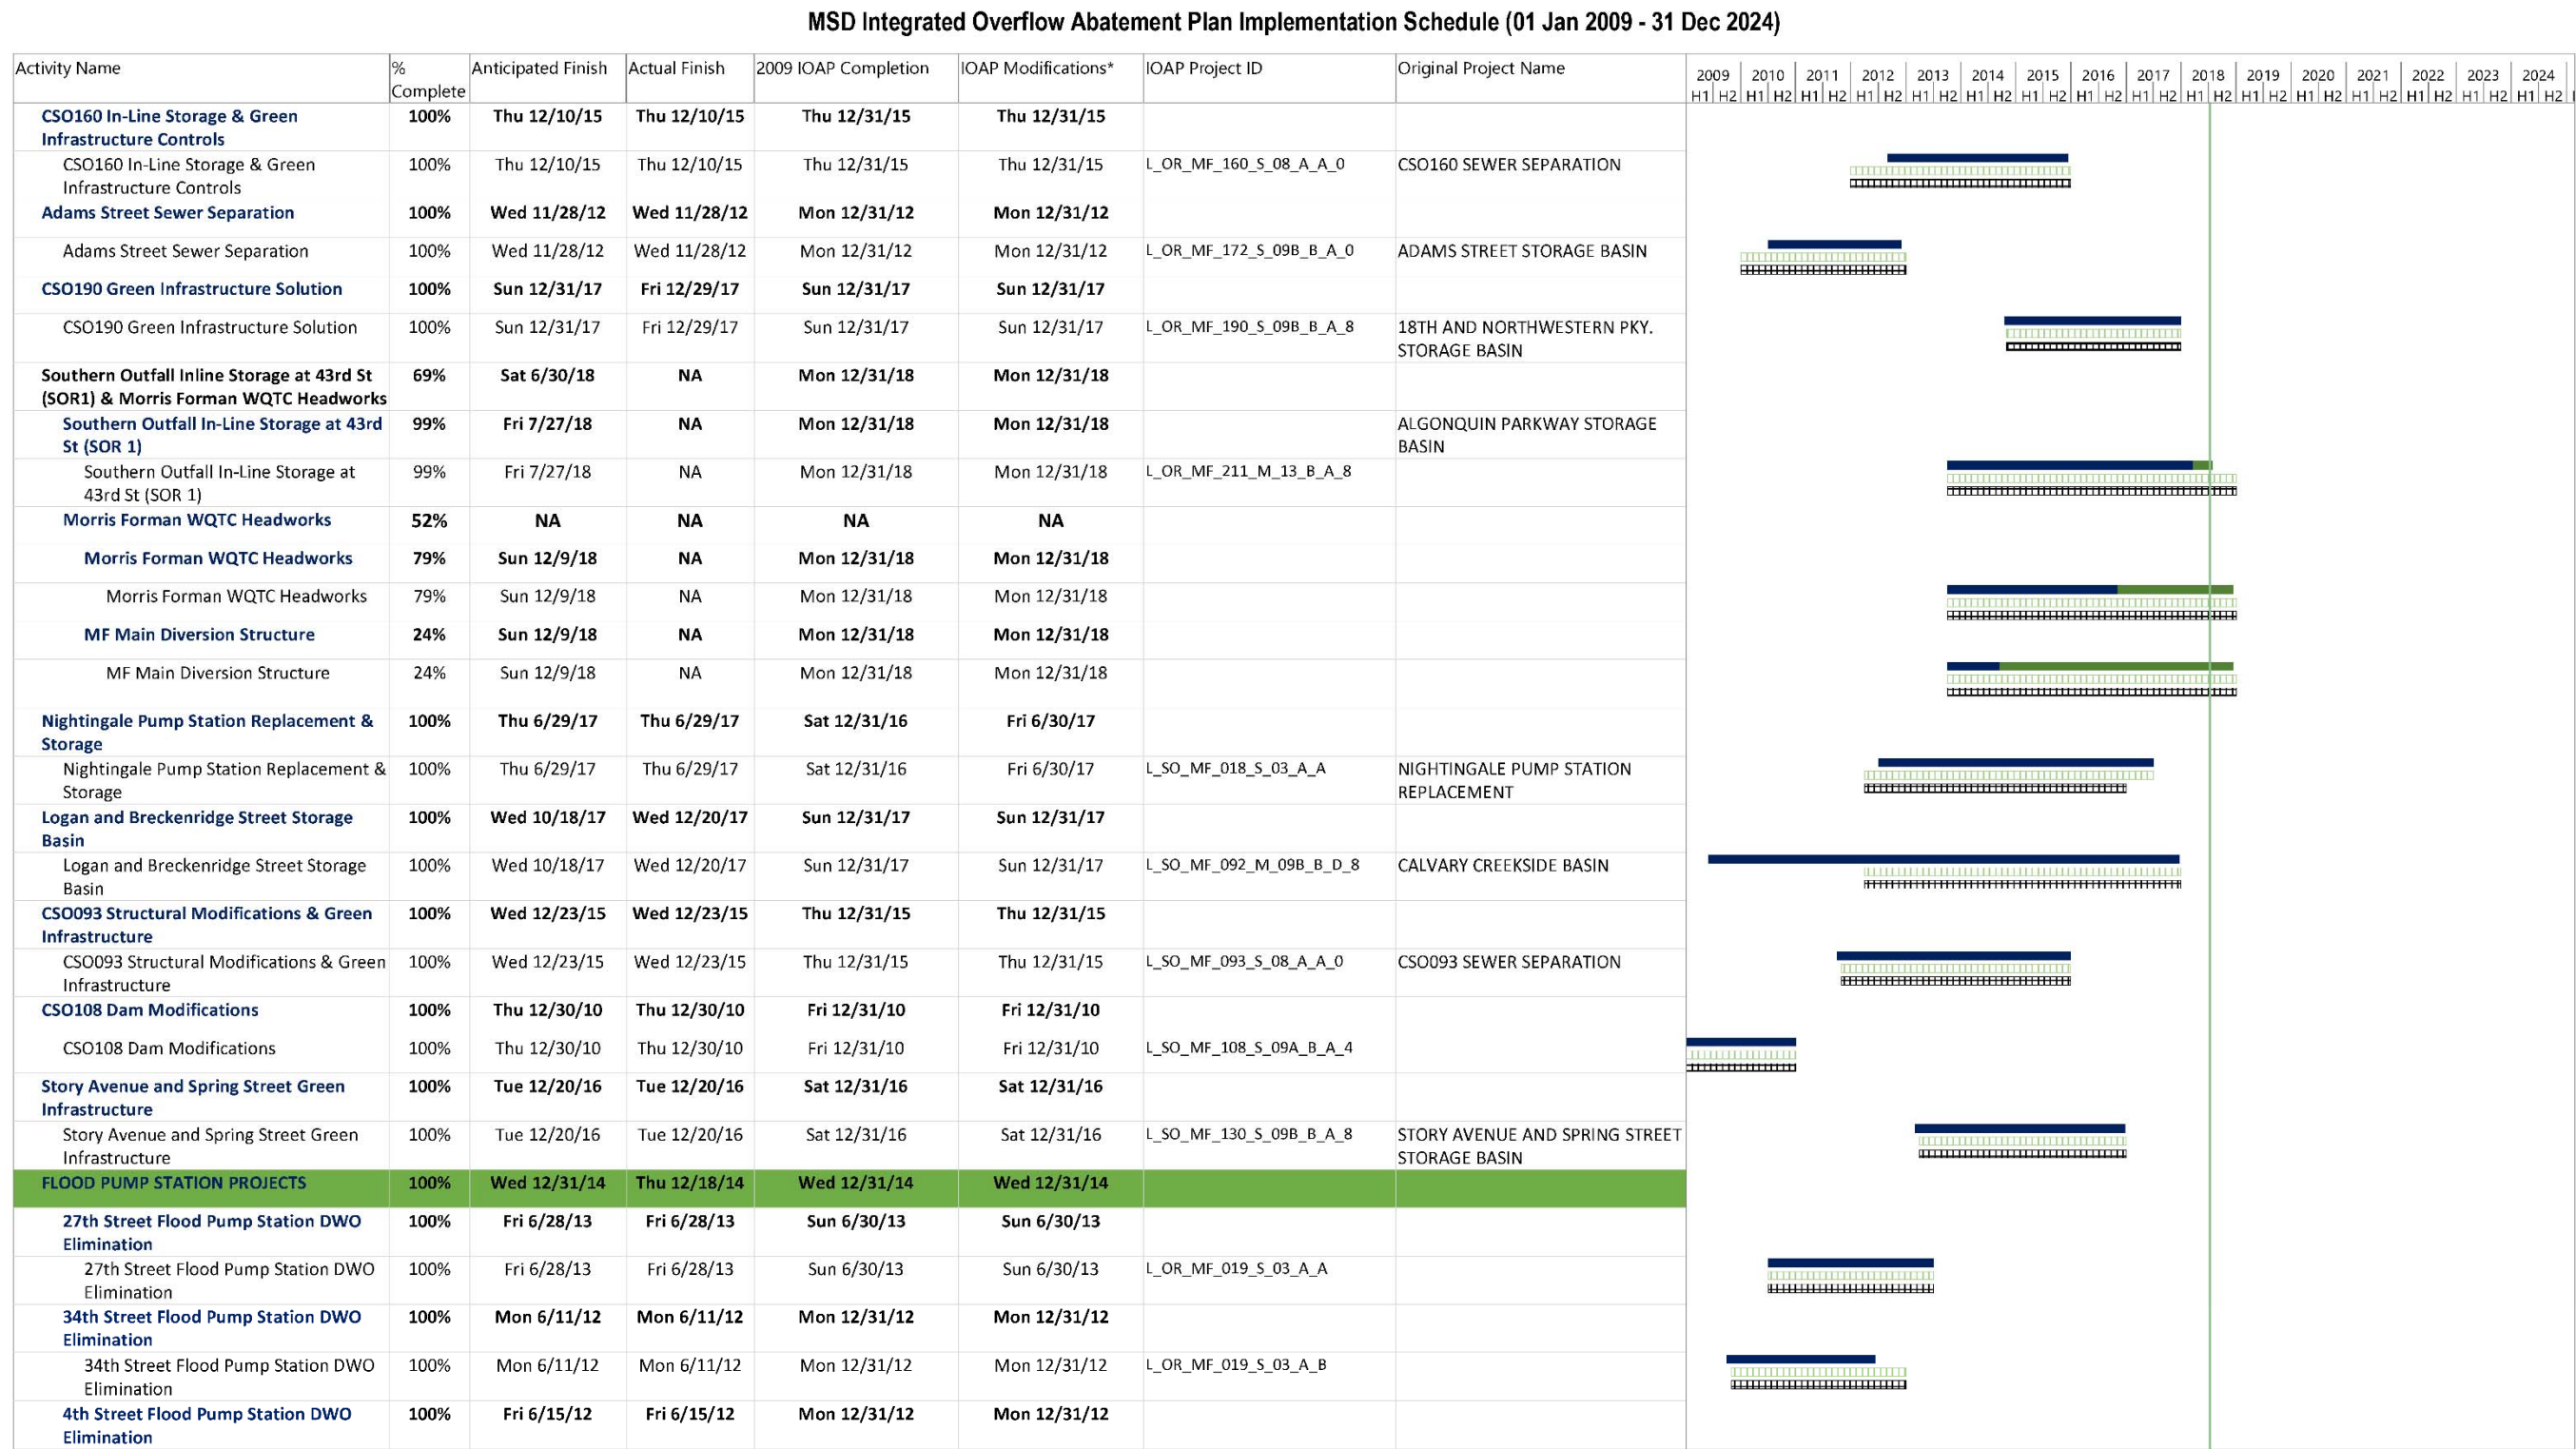 MSD Integrated Overflow Abatement Plan Implementation Schedule (01 Jan 2009 - 31 Dec 2024)
Activity Name % Complete Anticipated Finish Actual Finish 2009 IOAP Completion IOAP Modifications* IOAP Project ID Original Project Name
2009 2010 2011 2012 2013 2014 2015 2016 2017 2018 2019 2020 2021 2022 2023 2024
H1 H2 H1 H2 H1 H2 H1 H2 H1 H2 H1 H2 H1 H2 H1 H2 H1 H2 H1 H2 H1 H2 H1 H2 H1 H2 H1 H2 H1 H2 H1 H2
CSO160 In-Line Storage & Green Infrastructure Controls 100% Thu 12/10/15 Thu 12/10/15 Thu 12/31/15 Thu 12/31/15
CSO160 In-Line Storage & Green Infrastructure Controls 100% Thu 12/10/15 Thu 12/10/15 Thu 12/31/15 Thu 12/31/15 L_OR_MF_160_S_08_A_A_0 CSO160 SEWER SEPARATION
Adams Street Sewer Separation 100% Wed 11/28/12 Wed 11/28/12 Mon 12/31/12 Mon 12/31/12
Adams Street Sewer Separation 100% Wed 11/28/12 Wed 11/28/12 Mon 12/31/12 Mon 12/31/12 L_OR_MF_172_S_09B_B_A_0 ADAMS STREET STORAGE BASIN
CSO190 Green Infrastructure Solution 100% Sun 12/31/17 Fri 12/29/17 Sun 12/31/17 Sun 12/31/17
CSO190 Green Infrastructure Solution 100% Sun 12/31/17 Fri 12/29/17 Sun 12/31/17 Sun 12/31/17 L_OR_MF_190_S_09B_B_A_8 18TH AND NORTHWESTERN PKY. STORAGE BASIN
Southern Outfall Inline Storage at 43rd St (SOR1) & Morris Forman WQTC Headworks 69% Sat 6/30/18 NA Mon 12/31/18 Mon 12/31/18
Southern Outfall In-Line Storage at 43rd St (SOR 1) 99% Fri 7/27/18 NA Mon 12/31/18 Mon 12/31/18 ALGONQUIN PARKWAY STORAGE BASIN
Southern Outfall In-Line Storage at 43rd St (SOR 1) 99% Fri 7/27/18 NA Mon 12/31/18 Mon 12/31/18 L_OR_MF_211_M_13_B_A_8
Morris Forman WQTC Headworks 52% NA NA NA NA
Morris Forman WQTC Headworks 79% Sun 12/9/18 NA Mon 12/31/18 Mon 12/31/18
Morris Forman WQTC Headworks 79% Sun 12/9/18 NA Mon 12/31/18 Mon 12/31/18
MF Main Diversion Structure 24% Sun 12/9/18 NA Mon 12/31/18 Mon 12/31/18
MF Main Diversion Structure 24% Sun 12/9/18 NA Mon 12/31/18 Mon 12/31/18
Nightingale Pump Station Replacement & Storage 100% Thu 6/29/17 Thu 6/29/17 Sat 12/31/16 Fri 6/30/17
Nightingale Pump Station Replacement & Storage 100% Thu 6/29/17 Thu 6/29/17 Sat 12/31/16 Fri 6/30/17 L_SO_MF_018_S_03_A_A NIGHTINGALE PUMP STATION REPLACEMENT
Logan and Breckenridge Street Storage Basin 100% Wed 10/18/17 Wed 12/20/17 Sun 12/31/17 Sun 12/31/17
Logan and Breckenridge Street Storage Basin 100% Wed 10/18/17 Wed 12/20/17 Sun 12/31/17 Sun 12/31/17 L_SO_MF_092_M_09B_B_D_8 CALVARY CREEKSIDE BASIN
CSO093 Structural Modifications & Green Infrastructure 100% Wed 12/23/15 Wed 12/23/15 Thu 12/31/15 Thu 12/31/15
CSO093 Structural Modifications & Green Infrastructure 100% Wed 12/23/15 Wed 12/23/15 Thu 12/31/15 Thu 12/31/15 L_SO_MF_093_S_08_A_A_0 CSO093 SEWER SEPARATION
CSO108 Dam Modifications 100% Thu 12/30/10 Thu 12/30/10 Fri 12/31/10 Fri 12/31/10
CSO108 Dam Modifications 100% Thu 12/30/10 Thu 12/30/10 Fri 12/31/10 Fri 12/31/10 L_SO_MF_108_S_09A_B_A_4
Story Avenue and Spring Street Green Infrastructure 100% Tue 12/20/16 Tue 12/20/16 Sat 12/31/16 Sat 12/31/16
Story Avenue and Spring Street Green Infrastructure 100% Tue 12/20/16 Tue 12/20/16 Sat 12/31/16 Sat 12/31/16 L_SO_MF_130_S_09B_B_A_8 STORY AVENUE AND SPRING STREET STORAGE BASIN
FLOOD PUMP STATION PROJECTS 100% Wed 12/31/14 Thu 12/18/14 Wed 12/31/14 Wed 12/31/14
27th Street Flood Pump Station DWO Elimination 100% Fri 6/28/13 Fri 6/28/13 Sun 6/30/13 Sun 6/30/13
27th Street Flood Pump Station DWO Elimination 100% Fri 6/28/13 Fri 6/28/13 Sun 6/30/13 Sun 6/30/13 L_OR_MF_019_S_03_A_A
34th Street Flood Pump Station DWO Elimination 100% Mon 6/11/12 Mon 6/11/12 Mon 12/31/12 Mon 12/31/12
34th Street Flood Pump Station DWO Elimination 100% Mon 6/11/12 Mon 6/11/12 Mon 12/31/12 Mon 12/31/12 L_OR_MF_019_S_03_A_B
4th Street Flood Pump Station DWO Elimination 100% Fri 6/15/12 Fri 6/15/12 Mon 12/31/12 Mon 12/31/12